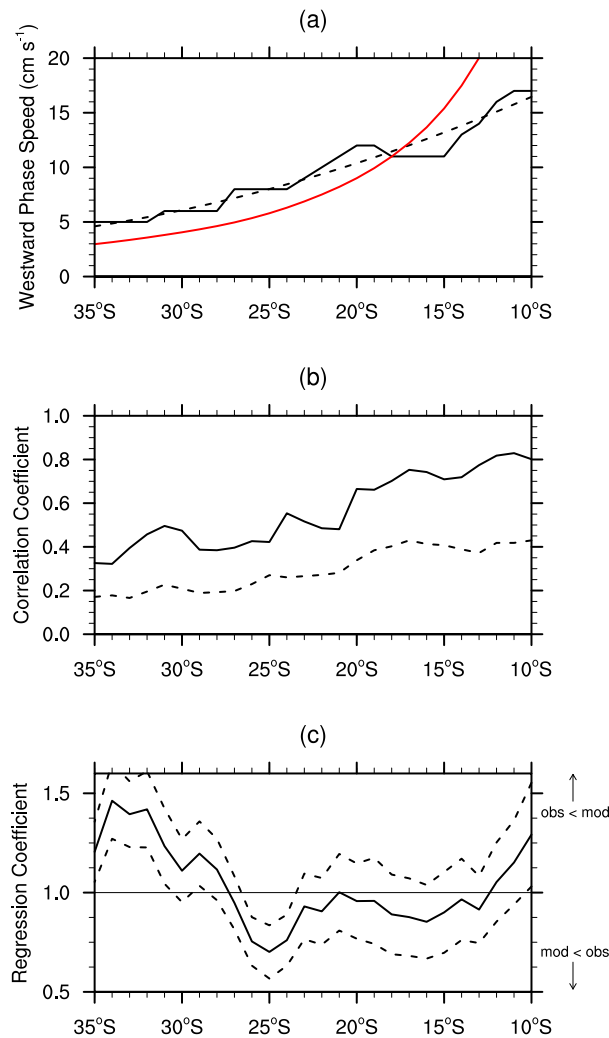 (a)
Westward Phase Speed (cm s⁻¹)
20
15
10
5
0
35°S 30°S 25°S 20°S 15°S 10°S
(b)
Correlation Coefficient
1.0
0.8
0.6
0.4
0.2
0.0
35°S 30°S 25°S 20°S 15°S 10°S
(c)
Regression Coefficient
1.5
1.0
0.5
obs < mod
mod < obs
35°S 30°S 25°S 20°S 15°S 10°S